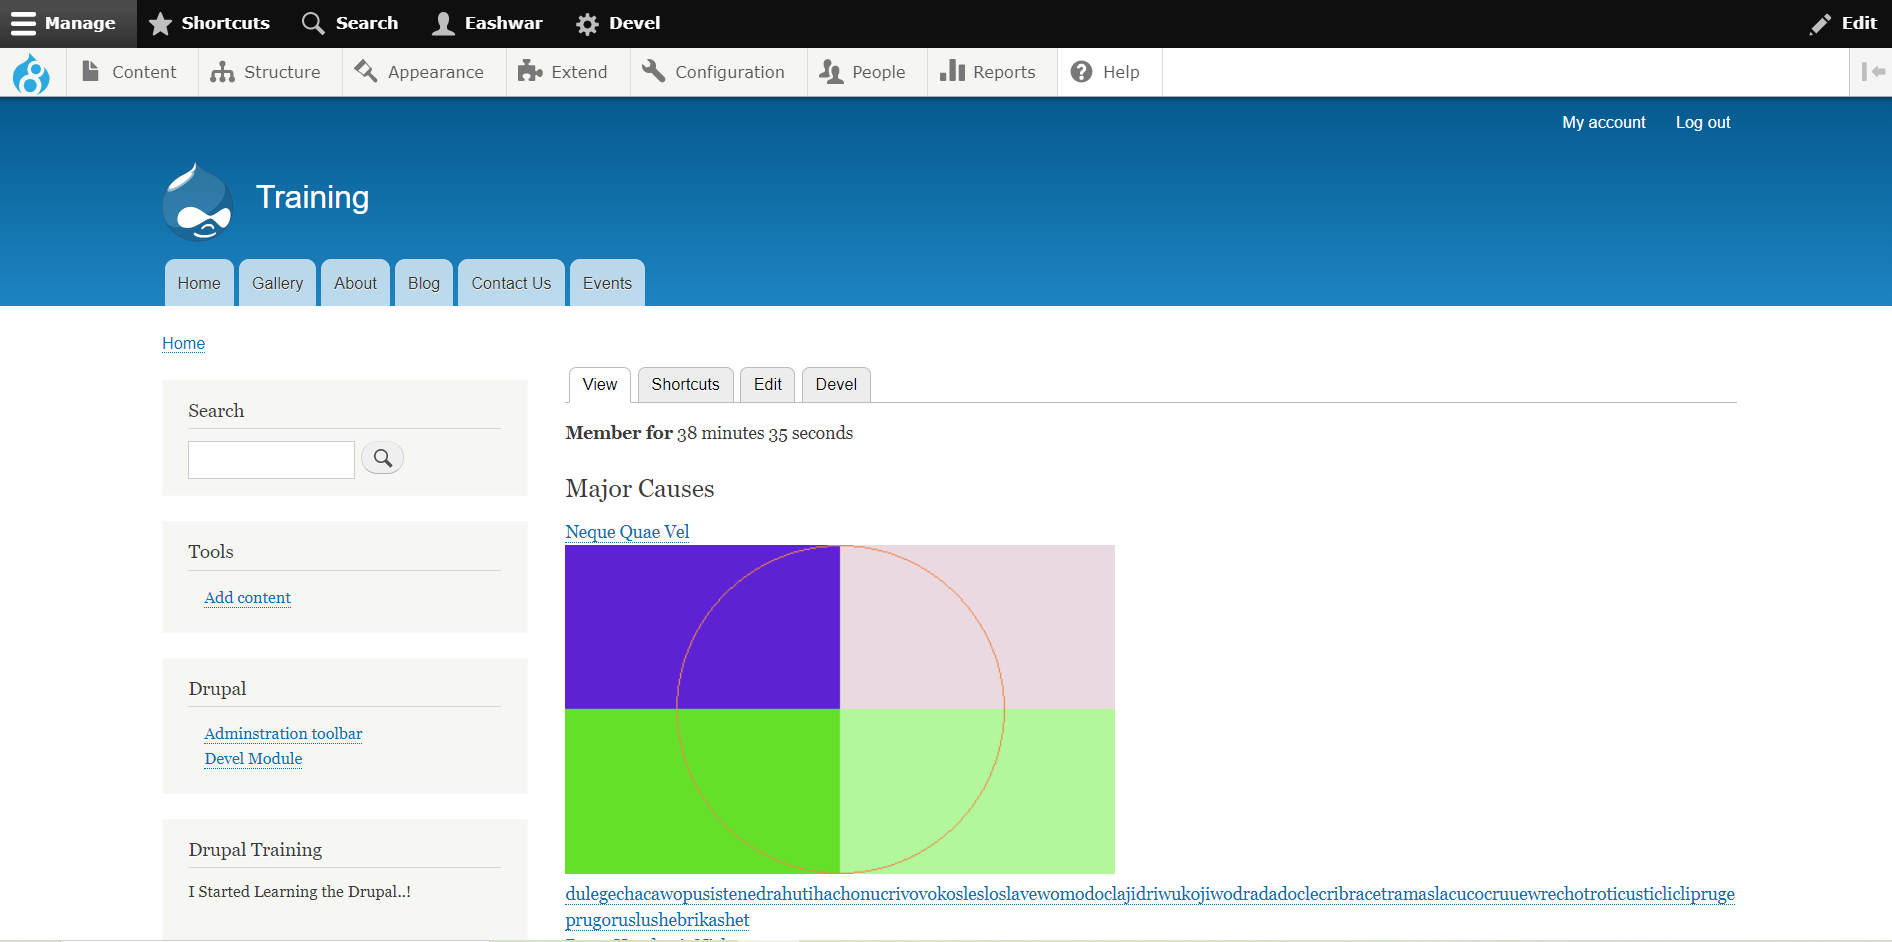 Manage Shortcuts Search Eashwar Devel Edit
Content Structure Appearance Extend Configuration People Reports Help
My account Log out
Training
Home Gallery About Blog Contact Us Events
Home
View Shortcuts Edit Devel
Search
Member for 38 minutes 35 seconds
Major Causes
Neque Quae Vel
Tools
Add content
Drupal
Adminstration toolbar
Devel Module
Drupal Training
I Started Learning the Drupal..!
dulegechacawopusistenedrahutihachonucrivovokoslesloslavewomodoclajidriwukojiwodradadoclecribracetramaslacucocruuewrechotroticusticliclipruge
prugoruslushebrikashet